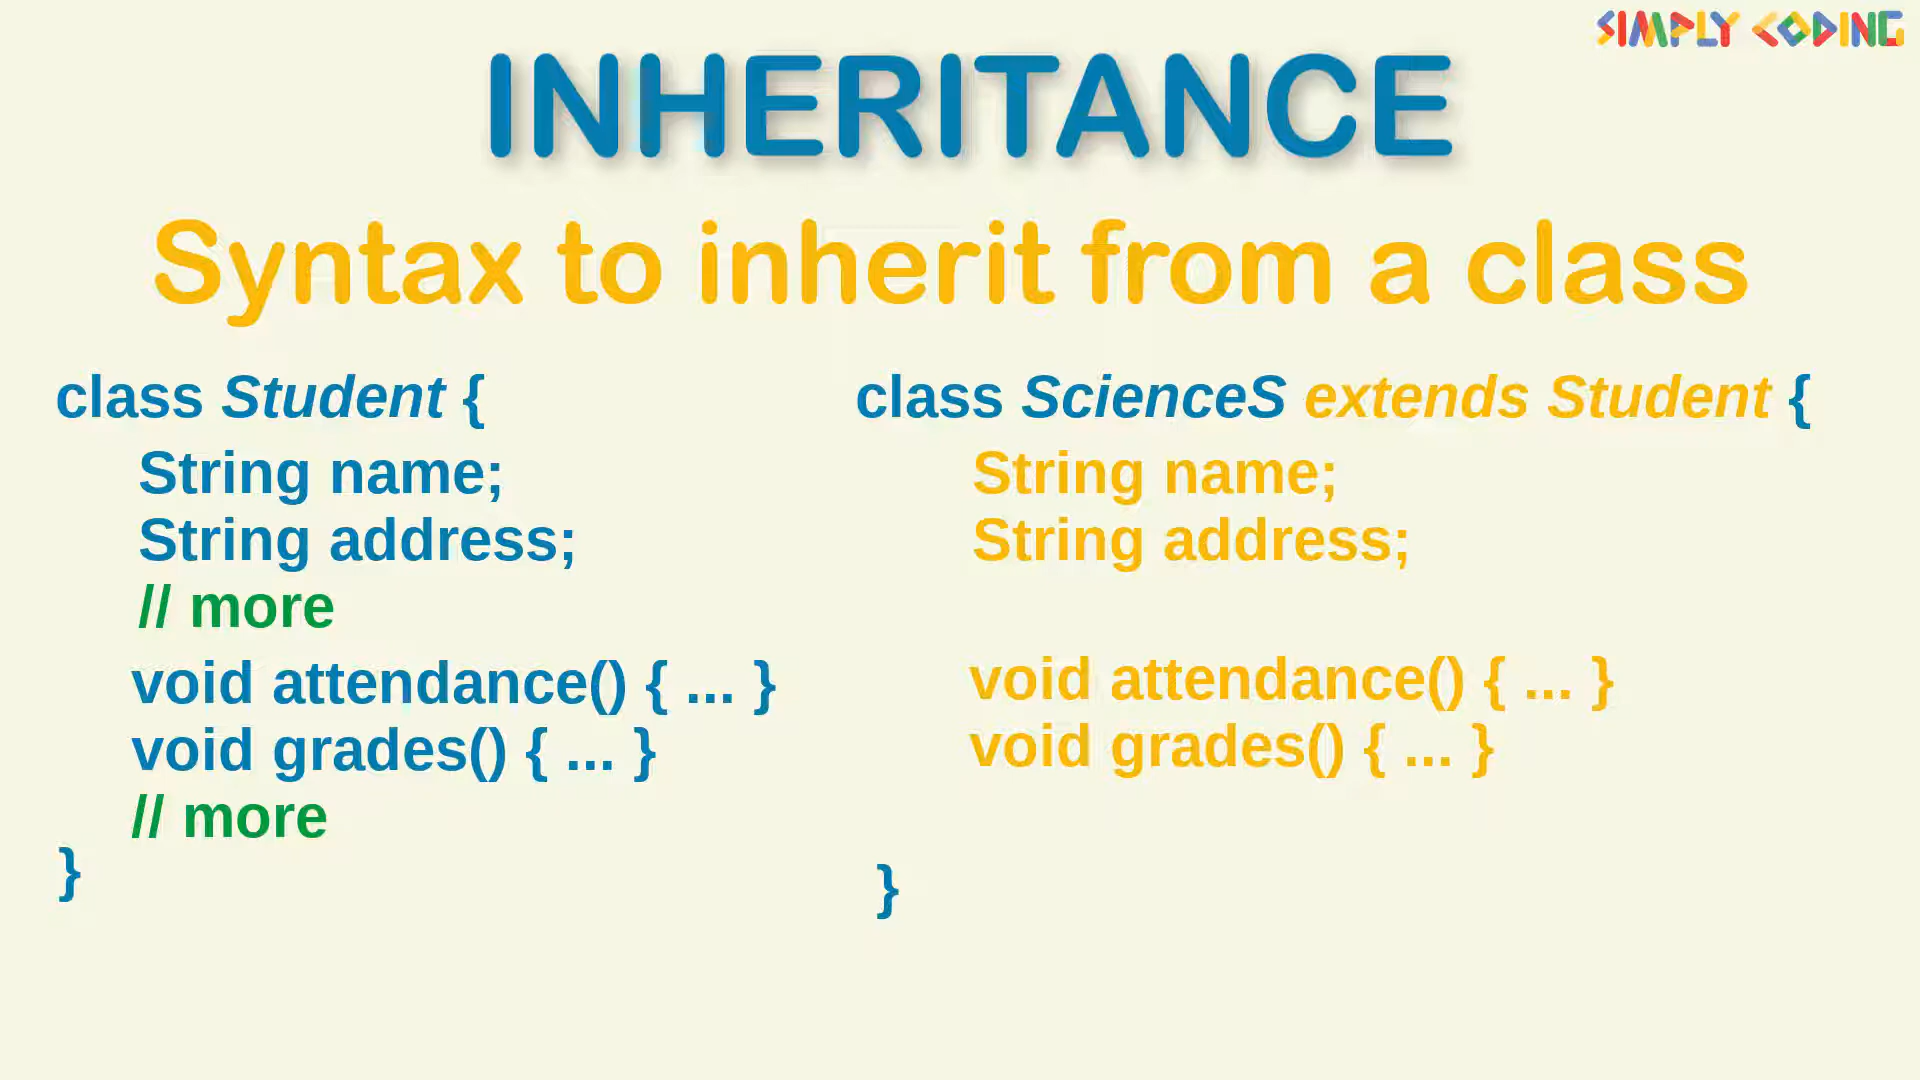 SIMPLY CODING
INHERITANCE
Syntax to inherit from a class
class Student {
String name;
String address;
// more
void attendance() { ... }
void grades() { ... }
// more
}
class ScienceS extends Student {
String name;
String address;
void attendance() { ... }
void grades() { ... }
}